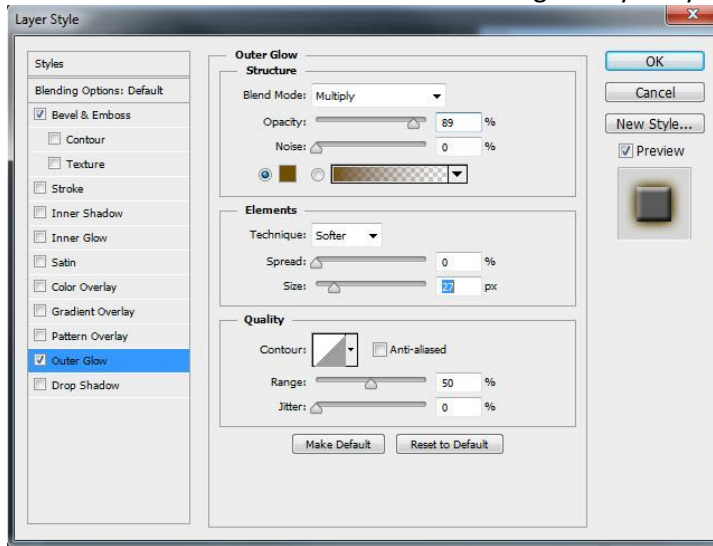 Layer Style
Styles
Blending Options: Default
Bevel & Emboss
Contour
Texture
Stroke
Inner Shadow
Inner Glow
Satin
Color Overlay
Gradient Overlay
Pattern Overlay
Outer Glow
Drop Shadow
Outer Glow
Structure
Blend Mode: Multiply
Opacity: 89 %
Noise: 0 %
Elements
Technique: Softer
Spread: 0 %
Size: 27 px
Quality
Contour: Anti-aliased
Range: 50 %
Jitter: 0 %
Make Default Reset to Default
OK
Cancel
New Style...
Preview